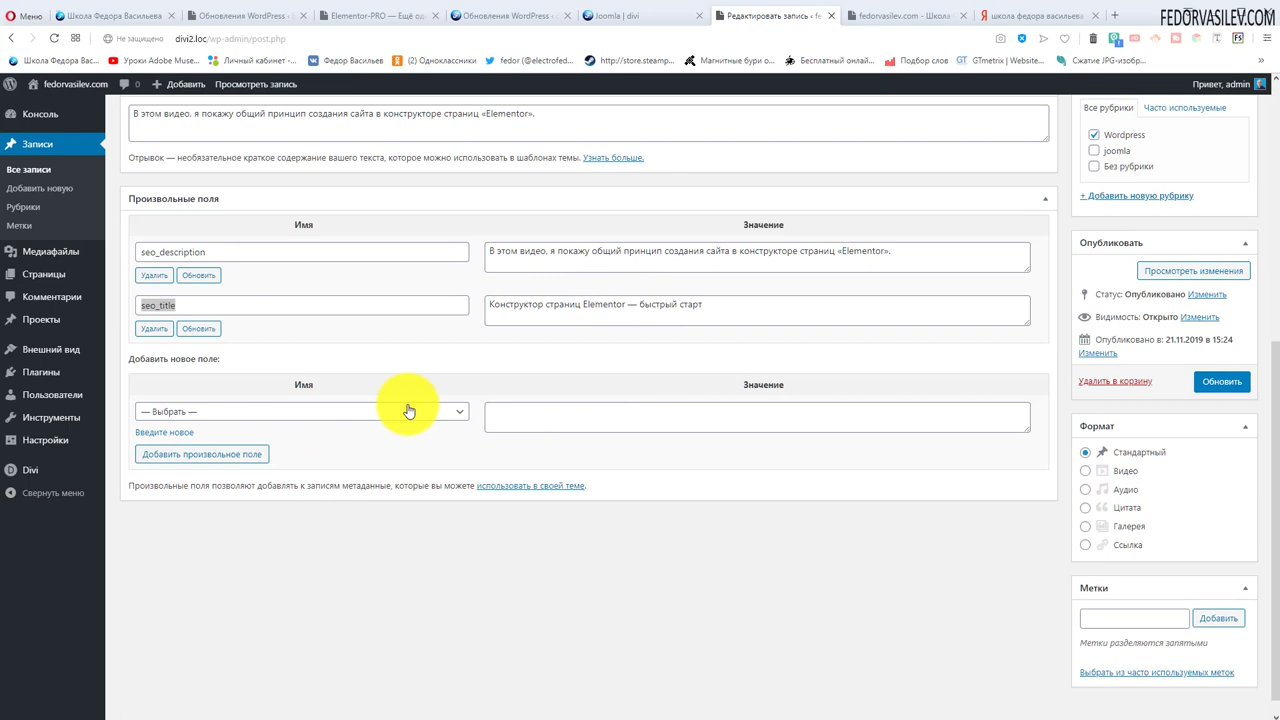 Меню
Школа Федора Васильева
Обновления WordPress
Elementor-PRO — Ещё од
Обновления WordPress
Joomla | divi
Редактировать запись
fedorvasilev.com - Школа
школа федора васильева
FEDORVASILEV.COM
Не защищено
divi2.loc/wp-admin/post.php
Школа Федора Ва...
Уроки Adobe Muse...
Личный кабинет -...
Федор Васильев
(2) Одноклассники
fedor (@electrofed...
http://store.steamp...
Магнитные бури о...
Бесплатный онлай...
Подбор слов
GTmetrix | Website...
Сжатие JPG-изобр...
fedorvasilev.com
0
Добавить
Просмотреть запись
Привет, admin
Консоль
Записи
Все записи
Добавить новую
Рубрики
Метки
Медиафайлы
Страницы
Комментарии
Проекты
Внешний вид
Плагины
Пользователи
Инструменты
Настройки
Divi
Свернуть меню
В этом видео, я покажу общий принцип создания сайта в конструкторе страниц «Elementor».
Отрывок — необязательное краткое содержание вашего текста, которое можно использовать в шаблонах темы. Узнать больше.
Произвольные поля
Имя
Значение
seo_description
В этом видео, я покажу общий принцип создания сайта в конструкторе страниц «Elementor».
Удалить
Обновить
seo_title
Конструктор страниц Elementor — быстрый старт
Удалить
Обновить
Добавить новое поле:
Имя
Значение
— Выбрать —
Введите новое
Добавить произвольное поле
Произвольные поля позволяют добавлять к записям метаданные, которые вы можете использовать в своей теме.
Все рубрики
Часто используемые
Wordpress
joomla
Без рубрики
+ Добавить новую рубрику
Опубликовать
Просмотреть изменения
Статус: Опубликовано Изменить
Видимость: Открыто Изменить
Опубликовано в: 21.11.2019 в 15:24
Изменить
Удалить в корзину
Обновить
Формат
Стандартный
Видео
Аудио
Цитата
Галерея
Ссылка
Метки
Добавить
Метки разделяются запятыми
Выбрать из часто используемых меток